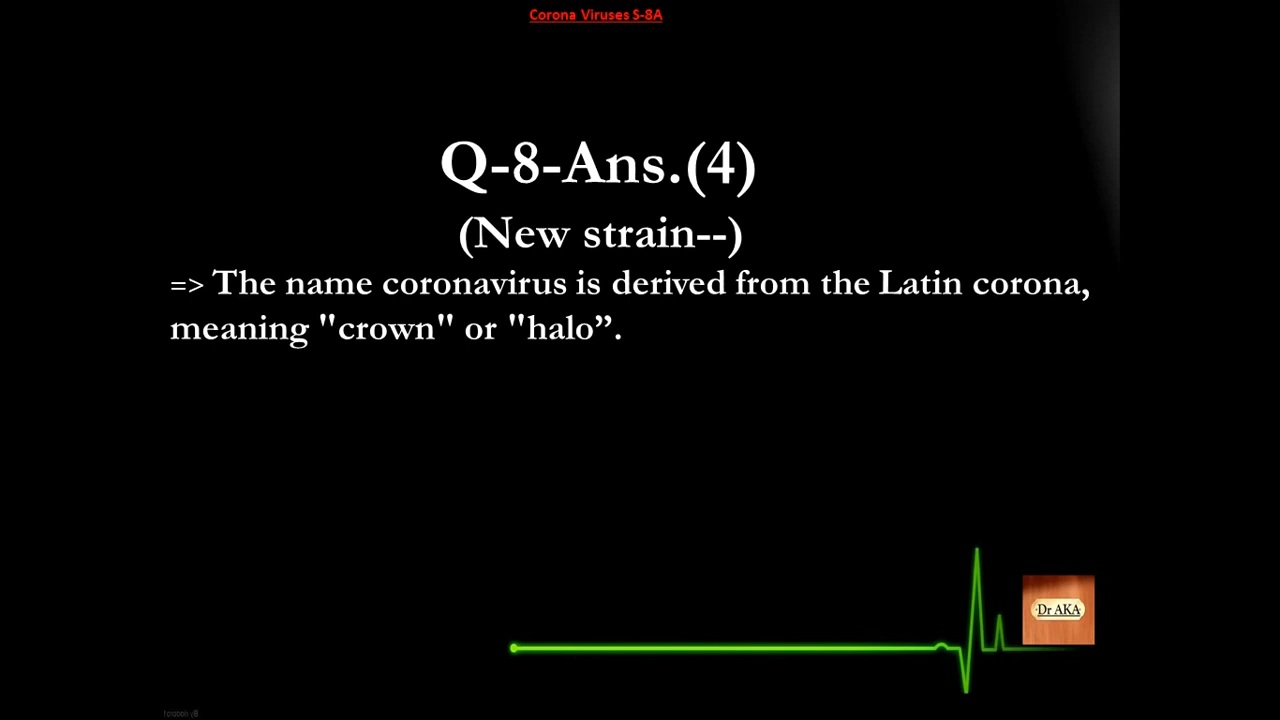 Corona Viruses S-8A
Q-8-Ans.(4)
(New strain--)
=> The name coronavirus is derived from the Latin corona,
meaning "crown" or "halo”.
Dr AKA